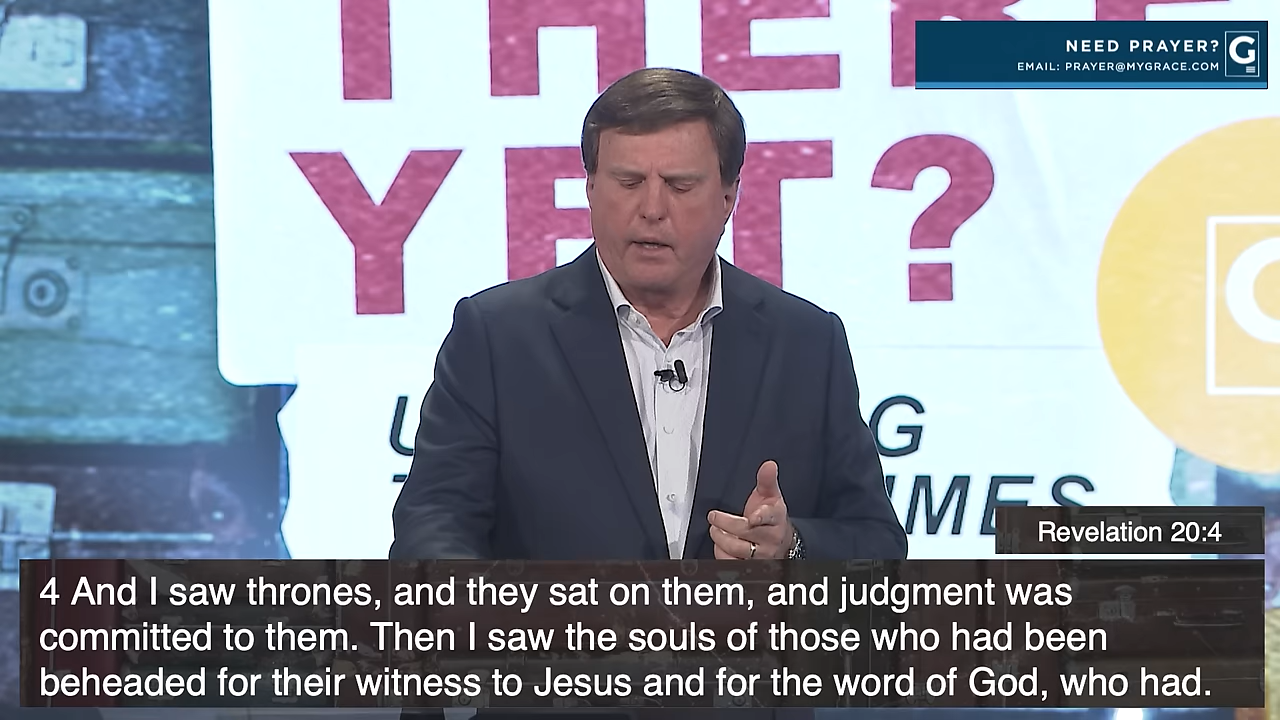 THERE
NEED PRAYER?
G
EMAIL: PRAYER@MYGRACE.COM
YET?
G
IMES
Revelation 20:4
4 And I saw thrones, and they sat on them, and judgment was
committed to them. Then I saw the souls of those who had been
beheaded for their witness to Jesus and for the word of God, who had.